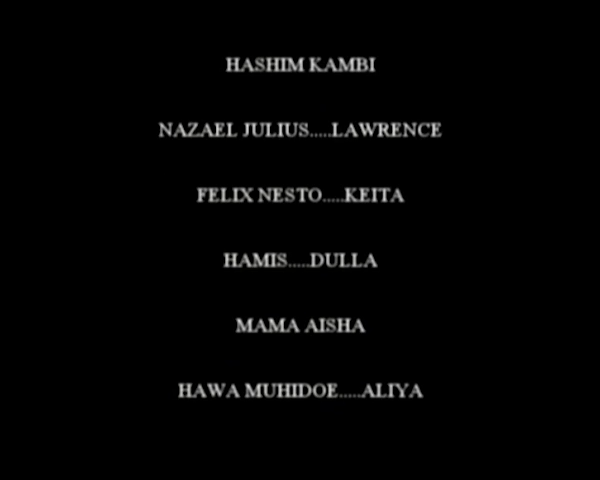 HASHIM KAMBI
NAZAEL JULIUS.....LAWRENCE
FELIX NESTO.....KEITA
HAMIS.....DULLA
MAMA AISHA
HAWA MUHIDOE.....ALIYA